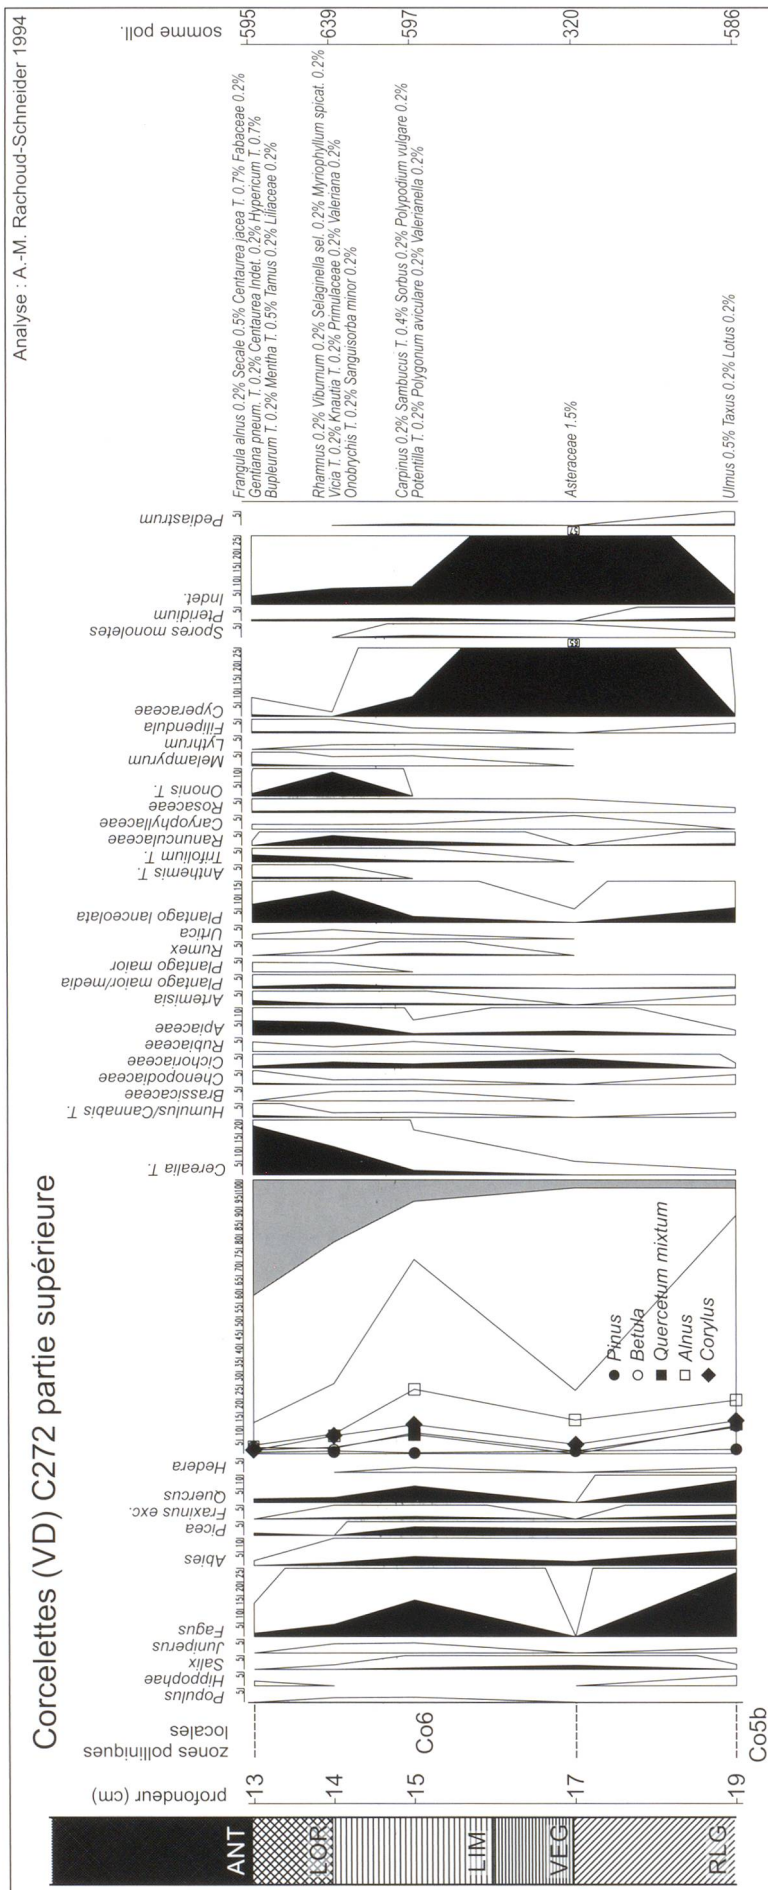 Analyse : A.-M. Rachoud-Schneider 1994
Corcelettes (VD) C272 partie supérieure
profondeur (cm)
zones polliniques
locales
Populus
Hippophae
Salix
Juniperus
Fagus
Abies
Picea
Fraxinus exc.
Quercus
Hedera
Cerealia T.
Humulus/Cannabis T.
Brassicaceae
Chenopodiaceae
Cichoriaceae
Rubiaceae
Apiaceae
Artemisia
Plantago maior/media
Plantago maior
Rumex
Urtica
Plantago lanceolata
Anthemis T.
Trifolium T.
Ranunculaceae
Caryophyllaceae
Rosaceae
Ononis T.
Melampyrum
Lythrum
Filipendula
Cyperaceae
Spores monoletes
Pteridium
Indet.
Pediastrum
somme poll.
ANT
LOP
LIM
VEG
RLG
13
14
15
17
19
Co6
Co5b
Pinus
Betula
Quercetum mixtum
Alnus
Corylus
65
57
Frangula alnus 0.2% Secale 0.5% Centaurea jacea T. 0.7% Fabaceae 0.2%
Gentiana pneum. T. 0.2% Centaurea Indet. 0.2% Hypericum T. 0.7%
Bupleurum T. 0.2% Mentha T. 0.5% Tamus 0.2% Liliaceae 0.2%
Rhamnus 0.2% Viburnum 0.2% Selaginella sel. 0.2% Myriophyllum spicat. 0.2%
Vicia T. 0.2% Knautia T. 0.2% Primulaceae 0.2% Valeriana 0.2%
Onobrychis T. 0.2% Sanguisorba minor 0.2%
Carpinus 0.2% Sambucus T. 0.4% Sorbus 0.2% Polypodium vulgare 0.2%
Potentilla T. 0.2% Polygonum aviculare 0.2% Valerianella 0.2%
Asteraceae 1.5%
Ulmus 0.5% Taxus 0.2% Lotus 0.2%
595
639
597
320
586